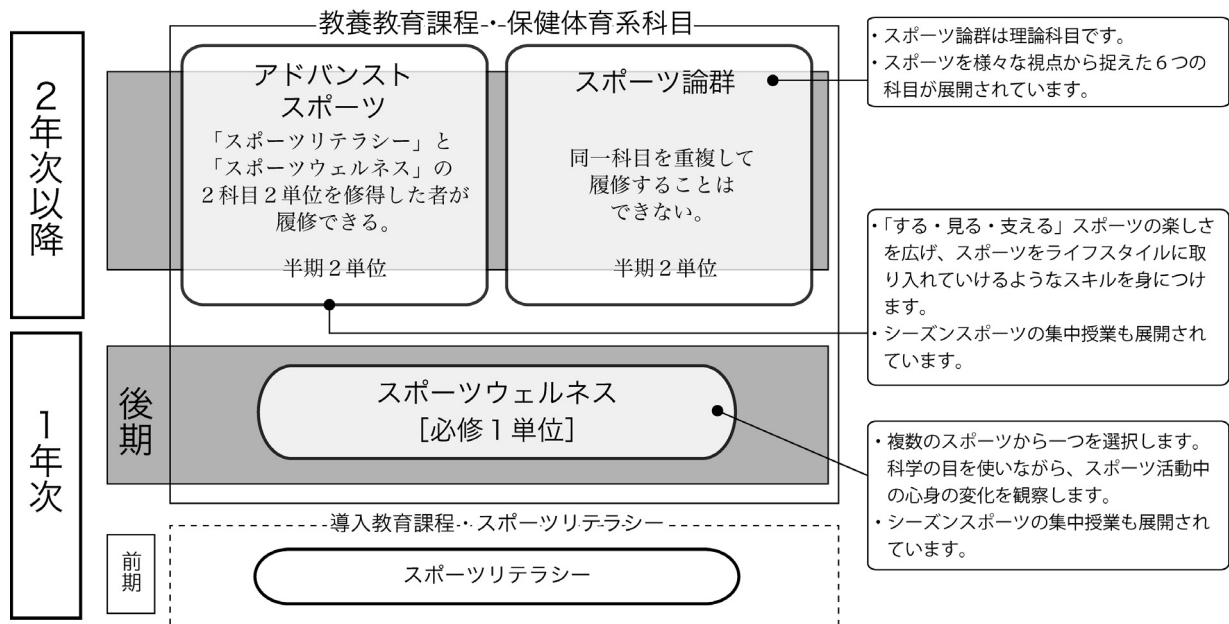 教養教育課程・保健体育系科目
2年次以降
アドバンスト
スポーツ
「スポーツリテラシー」と
「スポーツウェルネス」の
２科目２単位を修得した者が
履修できる。
半期２単位
スポーツ論群
同一科目を重複して
履修することは
できない。
半期２単位
・スポーツ論群は理論科目です。
・スポーツを様々な視点から捉えた６つの
科目が展開されています。
・「する・見る・支える」スポーツの楽しさ
を広げ、スポーツをライフスタイルに取
り入れていけるようなスキルを身につけ
ます。
・シーズンスポーツの集中授業も展開され
ています。
1年次
後期
スポーツウェルネス
［必修１単位］
・複数のスポーツから一つを選択します。
科学の目を使いながら、スポーツ活動中
の心身の変化を観察します。
・シーズンスポーツの集中授業も展開され
ています。
導入教育課程・スポーツリテラシー
前期
スポーツリテラシー